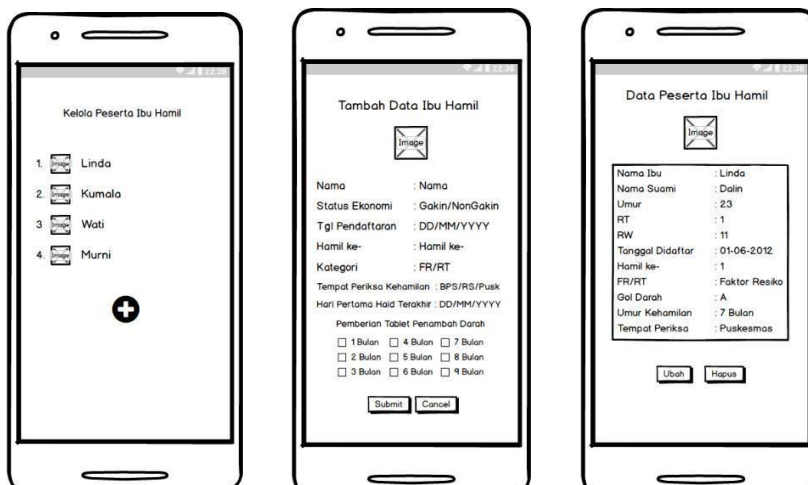 22:38
Kelola Peserta Ibu Hamil
1. Image Linda
2. Image Kumala
3 Image Wati
4. Image Murni
22:38
Tambah Data Ibu Hamil
Image
Nama : Nama
Status Ekonomi : Gakin/NonGakin
Tgl Pendaftaran : DD/MM/YYYY
Hamil ke- : Hamil ke-
Kategori : FR/RT
Tempat Periksa Kehamilan : BPS/RS/Pusk
Hari Pertama Haid Terakhir : DD/MM/YYYY
Pemberian Tablet Penambah Darah
1 Bulan 4 Bulan 7 Bulan
2 Bulan 5 Bulan 8 Bulan
3 Bulan 6 Bulan 9 Bulan
Submit Cancel
22:38
Data Peserta Ibu Hamil
Image
Nama Ibu : Linda
Nama Suami : Dalin
Umur : 23
RT : 1
RW : 11
Tanggal Didaftar : 01-06-2012
Hamil ke- : 1
FR/RT : Faktor Resiko
Gol Darah : A
Umur Kehamilan : 7 Bulan
Tempat Periksa : Puskesmas
Ubah Hapus